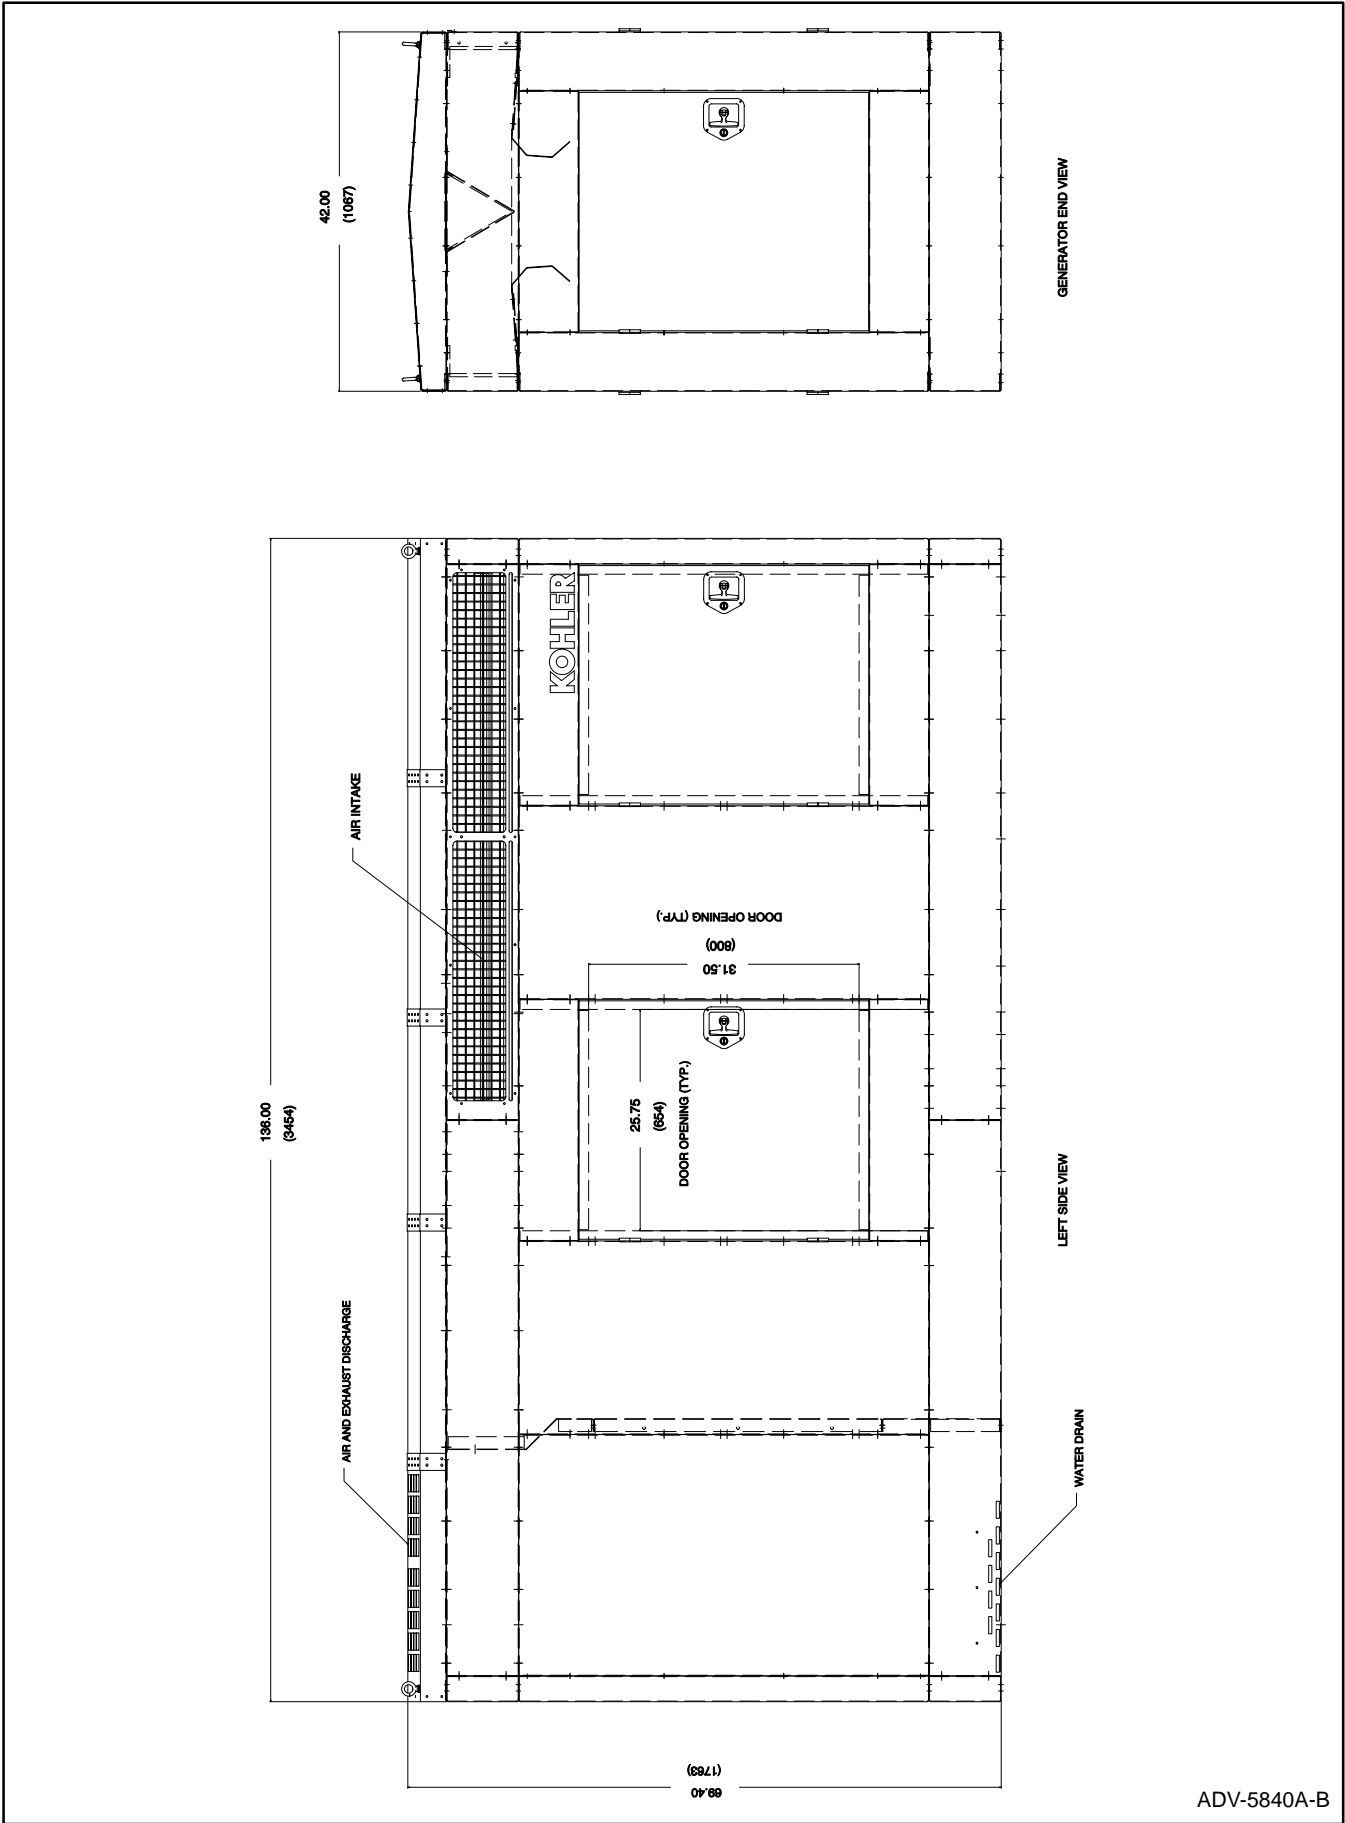 42.00
(1067)
GENERATOR END VIEW
KOHLER
AIR INTAKE
DOOR OPENING (TYP.)
(800)
31.50
136.00
(3454)
25.75
(654)
DOOR OPENING (TYP.)
LEFT SIDE VIEW
AIR AND EXHAUST DISCHARGE
WATER DRAIN
(1763)
69.40
ADV-5840A-B